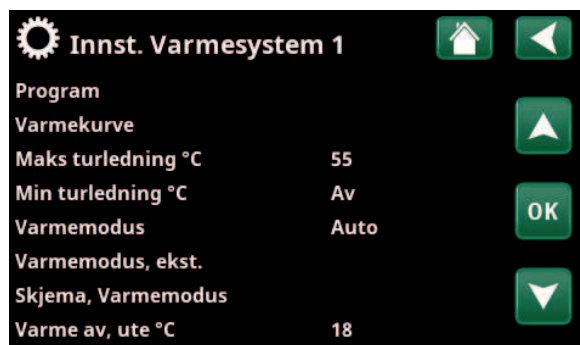 Innst. Varmesystem 1
Program
Varmekurve
Maks turledning °C 55
Min turledning °C Av
Varmemodus Auto
OK
Varmemodus, ekst.
Skjema, Varmemodus
Varme av, ute °C 18